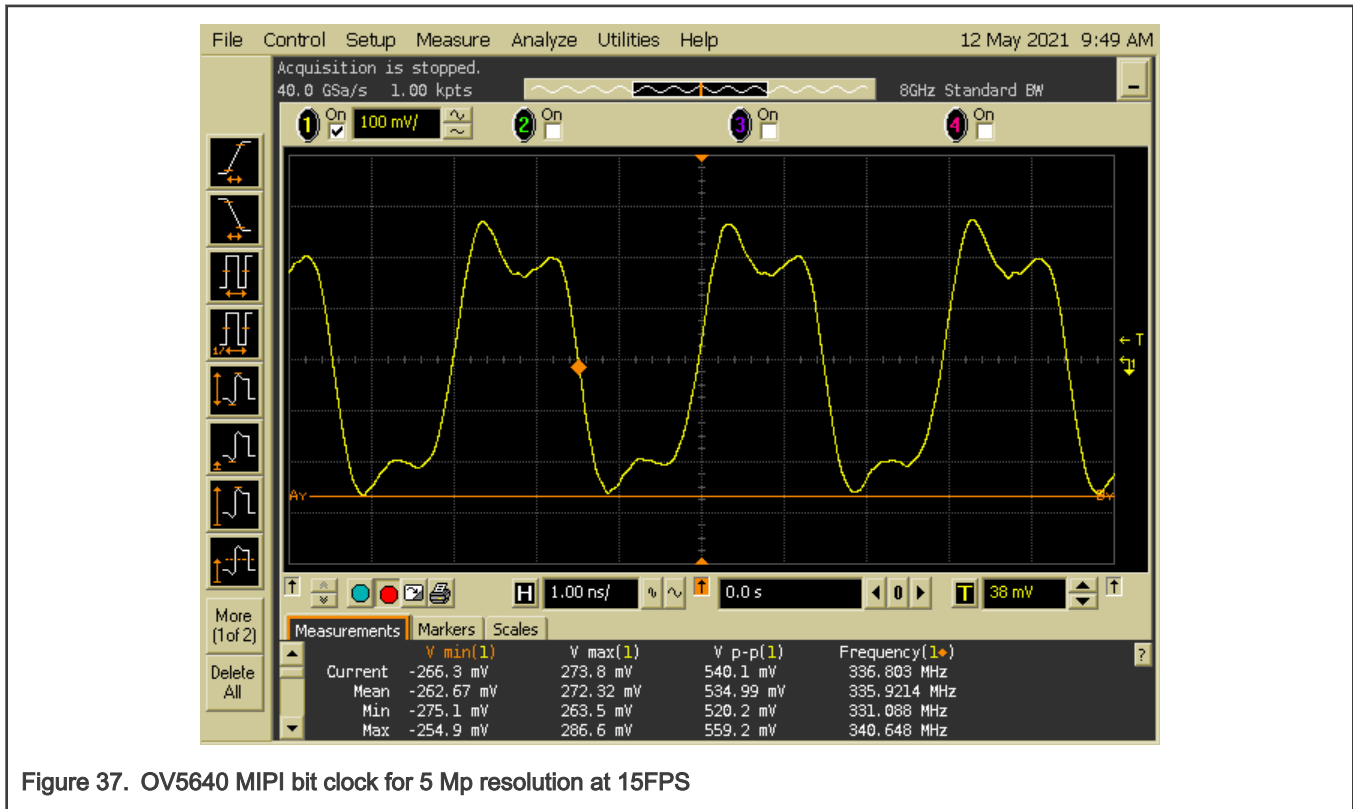 File Control Setup Measure Analyze Utilities Help 12 May 2021 9:49 AM
Acquisition is stopped.
40.0 GSa/s 1.00 kpts 8GHz Standard BW
1 On 100 mV/ 2 On 3 On 4 On
T
1
Ay By
More
(1of 2)
Delete
All
H 1.00 ns/ 0.0 s 0 T 38 mV
Measurements Markers Scales
V min(1) V max(1) V p-p(1) Frequency(1) ?
Current -266.3 mV 273.8 mV 540.1 mV 336.803 MHz
Mean -262.67 mV 272.32 mV 534.99 mV 335.9214 MHz
Min -275.1 mV 263.5 mV 520.2 mV 331.088 MHz
Max -254.9 mV 286.6 mV 559.2 mV 340.648 MHz
Figure 37. OV5640 MIPI bit clock for 5 Mp resolution at 15FPS